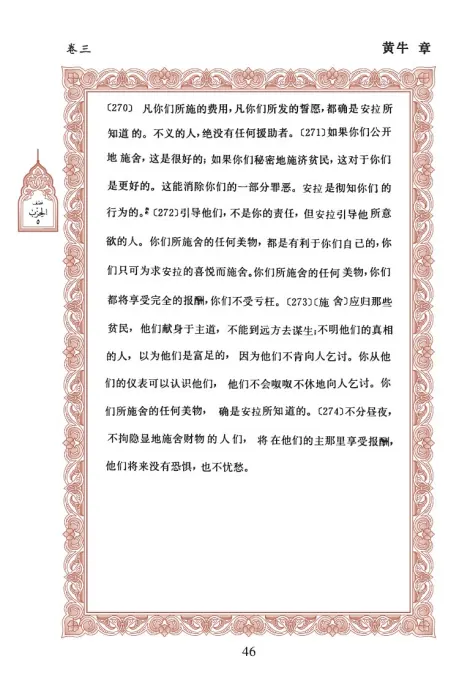 卷三
黄牛 章
〔270〕 凡你们所施的费用，凡你们所发的誓愿，都确是安拉所
知道的。不义的人，绝没有任何援助者。〔271〕如果你们公开
地施舍，这是很好的；如果你们秘密地施济贫民，这对于你们
是更好的。这能消除你们的一部分罪恶。安拉是彻知你们的
行为的。〔272〕引导他们，不是你的责任，但安拉引导他所意
欲的人。你们所施舍的任何美物，都是有利于你们自己的，你
们只可为求安拉的喜悦而施舍。你们所施舍的任何美物，你们
都将享受完全的报酬，你们不受亏枉。〔273〕〔施舍〕应归那些
贫民，他们献身于主道，不能到远方去谋生；不明他们的真相
的人，以为他们是富足的，因为他们不肯向人乞讨。你从他
们的仪表可以认识他们，他们不会呶呶不休地向人乞讨。你
们所施舍的任何美物，确是安拉所知道的。〔274〕不分昼夜，
不拘隐显地施舍财物的人们，将在他们的主那里享受报酬，
他们将来没有恐惧，也不忧愁。
الحزب
٥
46